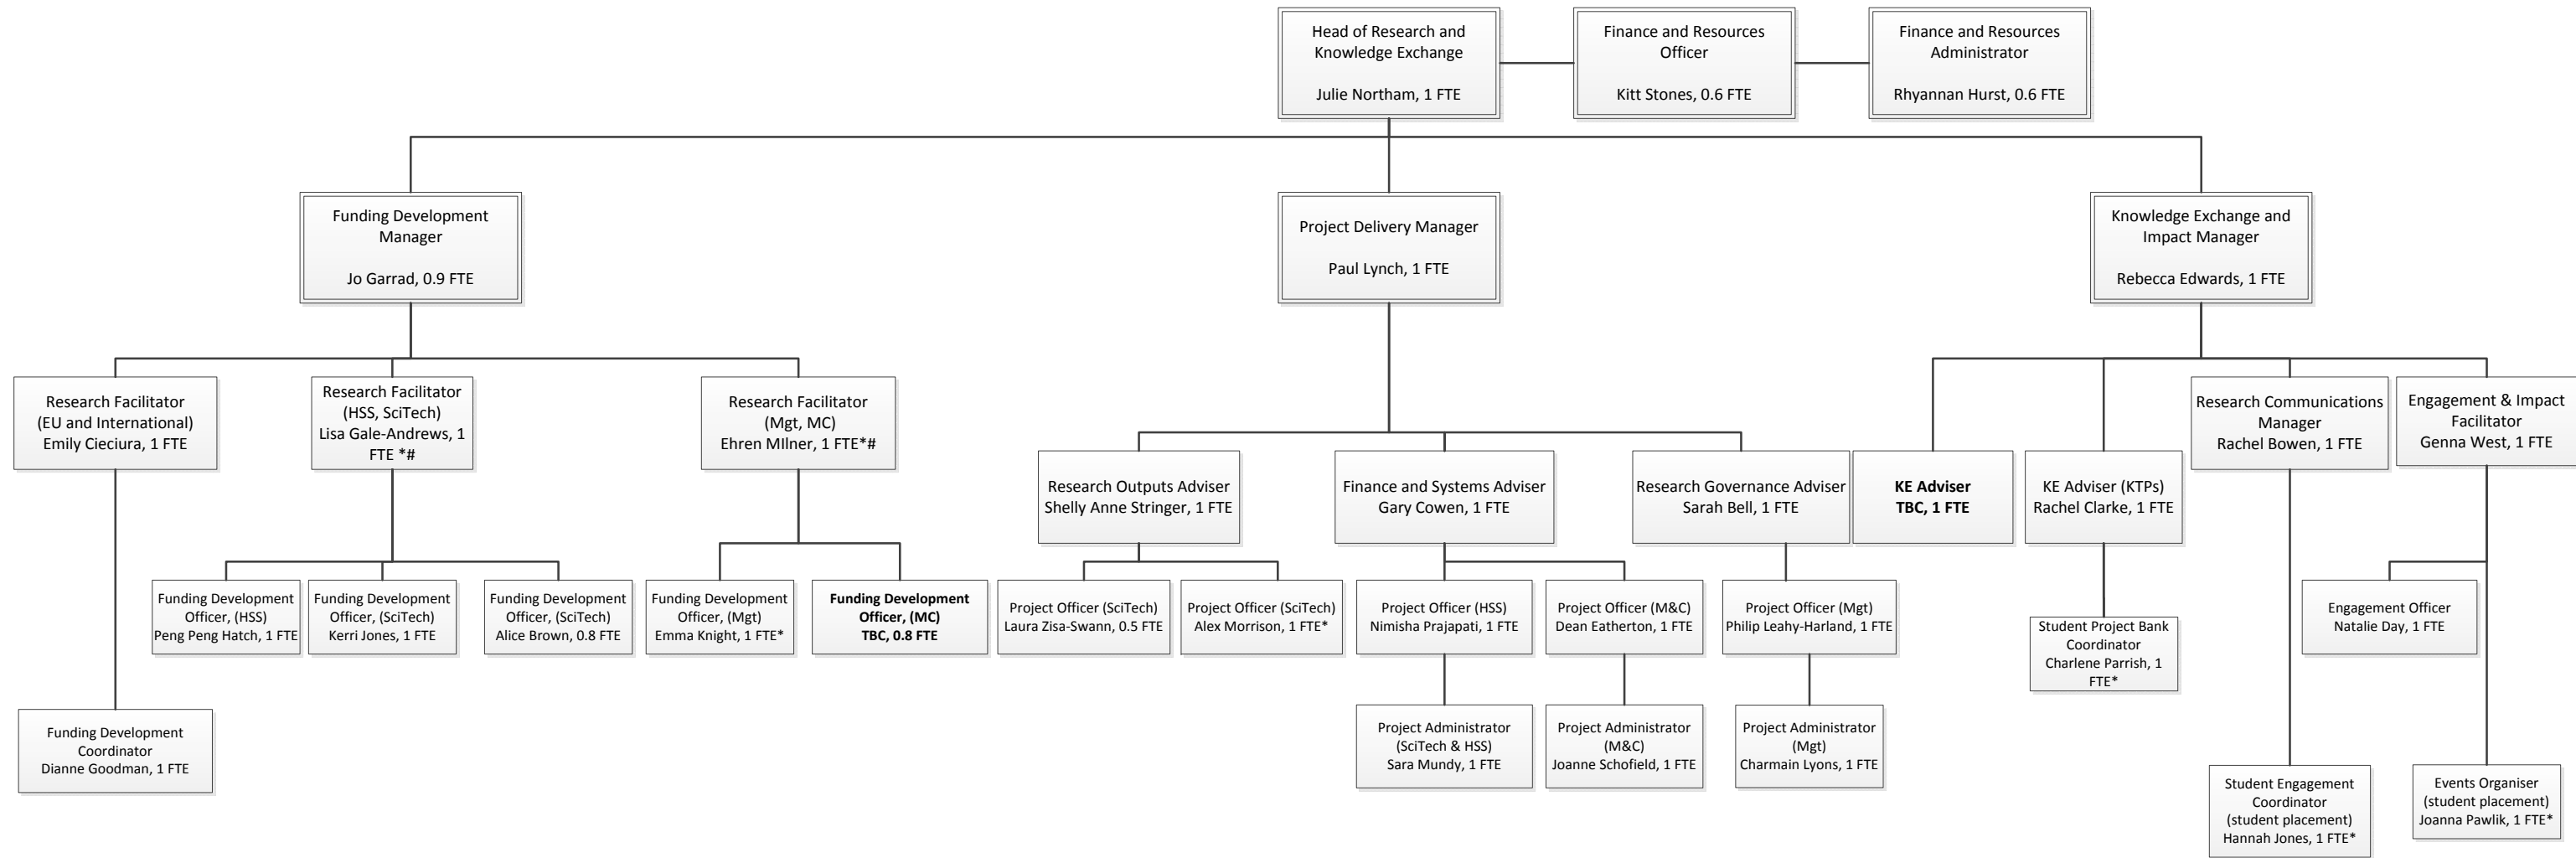 Head of Research and
Knowledge Exchange
Julie Northam, 1 FTE
Finance and Resources
Officer
Kitt Stones, 0.6 FTE
Finance and Resources
Administrator
Rhyannan Hurst, 0.6 FTE
Funding Development
Manager
Jo Garrad, 0.9 FTE
Project Delivery Manager
Paul Lynch, 1 FTE
Knowledge Exchange and
Impact Manager
Rebecca Edwards, 1 FTE
Research Facilitator
(EU and International)
Emily Cieciura, 1 FTE
Research Facilitator
(HSS, SciTech)
Lisa Gale-Andrews, 1
FTE *#
Research Facilitator
(Mgt, MC)
Ehren MIlner, 1 FTE*#
Research Outputs Adviser
Shelly Anne Stringer, 1 FTE
Finance and Systems Adviser
Gary Cowen, 1 FTE
Research Governance Adviser
Sarah Bell, 1 FTE
KE Adviser
TBC, 1 FTE
KE Adviser (KTPs)
Rachel Clarke, 1 FTE
Research Communications
Manager
Rachel Bowen, 1 FTE
Engagement & Impact
Facilitator
Genna West, 1 FTE
Funding Development
Officer, (HSS)
Peng Peng Hatch, 1 FTE
Funding Development
Officer, (SciTech)
Kerri Jones, 1 FTE
Funding Development
Officer, (SciTech)
Alice Brown, 0.8 FTE
Funding Development
Officer, (Mgt)
Emma Knight, 1 FTE*
Funding Development
Officer, (MC)
TBC, 0.8 FTE
Project Officer (SciTech)
Laura Zisa-Swann, 0.5 FTE
Project Officer (SciTech)
Alex Morrison, 1 FTE*
Project Officer (HSS)
Nimisha Prajapati, 1 FTE
Project Officer (M&C)
Dean Eatherton, 1 FTE
Project Officer (Mgt)
Philip Leahy-Harland, 1 FTE
Student Project Bank
Coordinator
Charlene Parrish, 1
FTE*
Engagement Officer
Natalie Day, 1 FTE
Funding Development
Coordinator
Dianne Goodman, 1 FTE
Project Administrator
(SciTech & HSS)
Sara Mundy, 1 FTE
Project Administrator
(M&C)
Joanne Schofield, 1 FTE
Project Administrator
(Mgt)
Charmain Lyons, 1 FTE
Student Engagement
Coordinator
(student placement)
Hannah Jones, 1 FTE*
Events Organiser
(student placement)
Joanna Pawlik, 1 FTE*